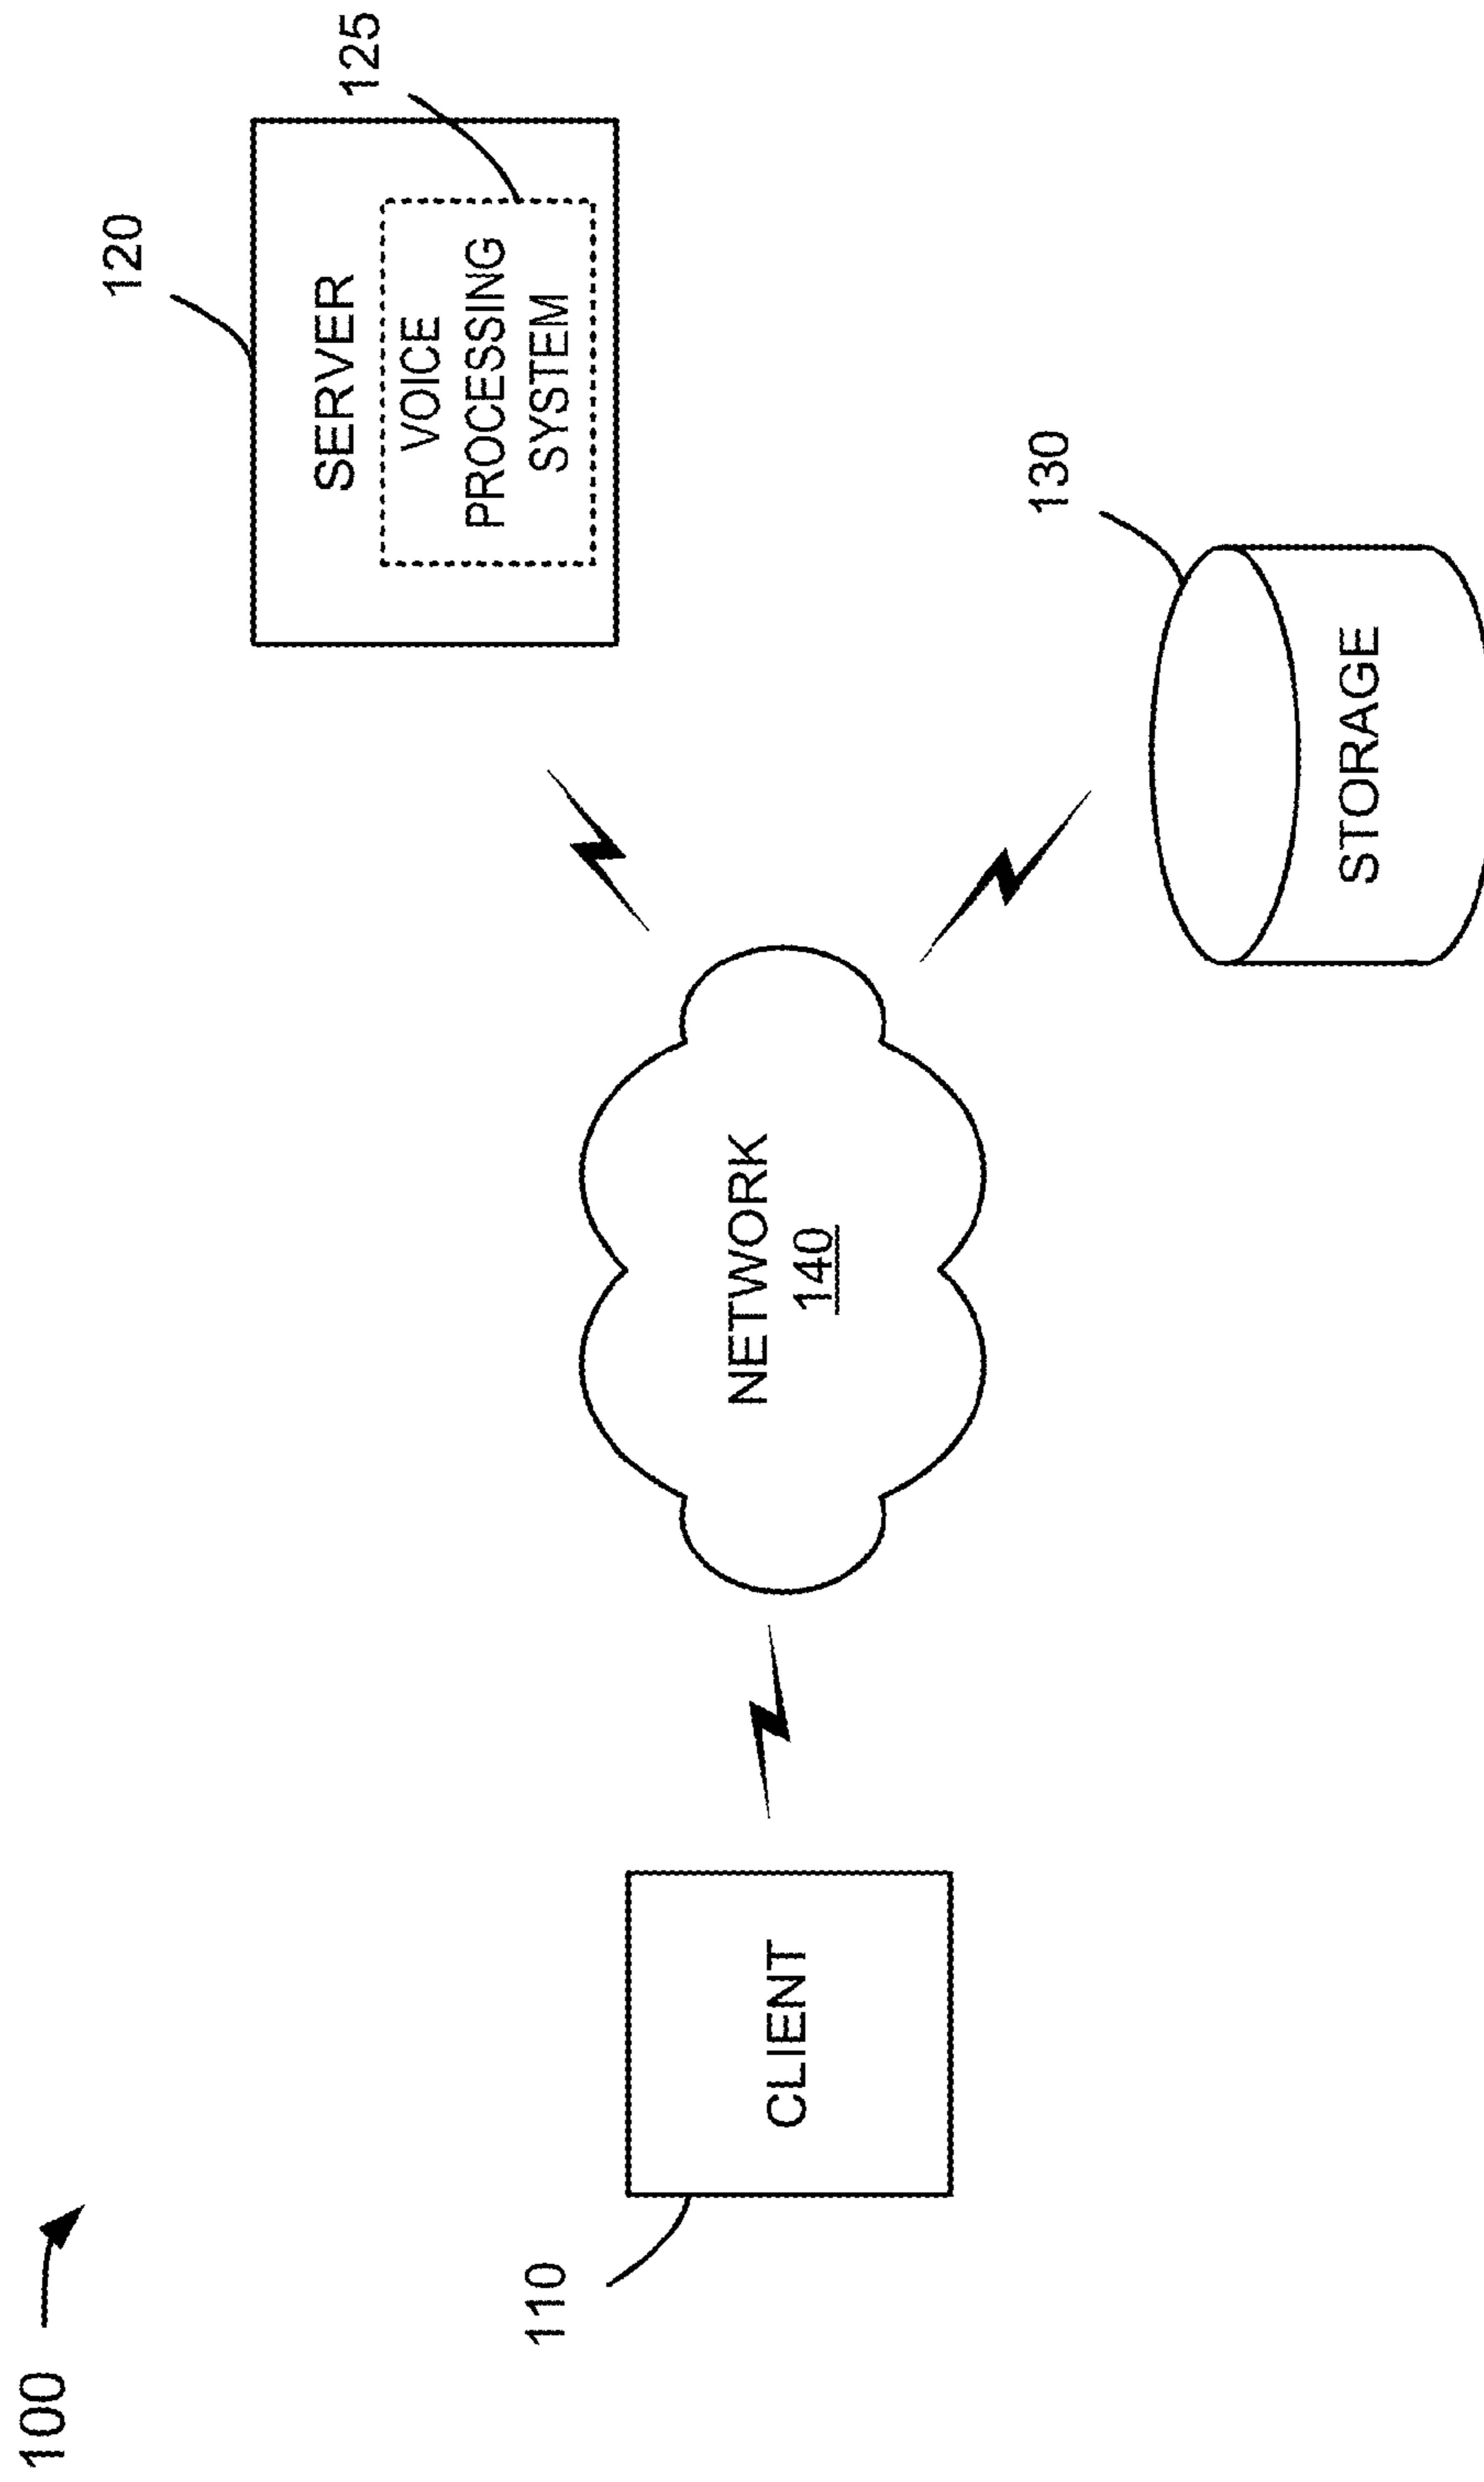 100
120
125
SERVER
VOICE
PROCESSING
SYSTEM
110
CLIENT
NETWORK
140
130
STORAGE